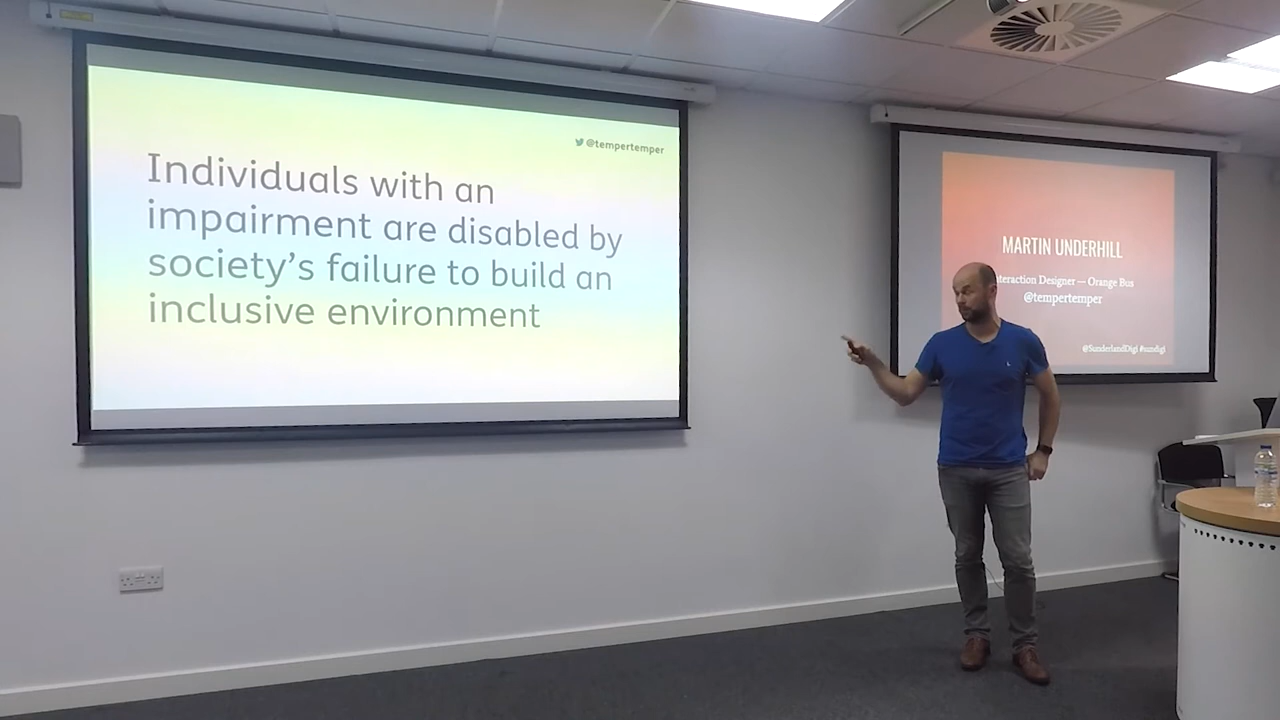 @tempertemper
Individuals with an
impairment are disabled by
society's failure to build an
inclusive environment
MARTIN UNDERHILL
nteraction Designer — Orange Bus
@tempertemper
@SunderlandDigi #sundigi